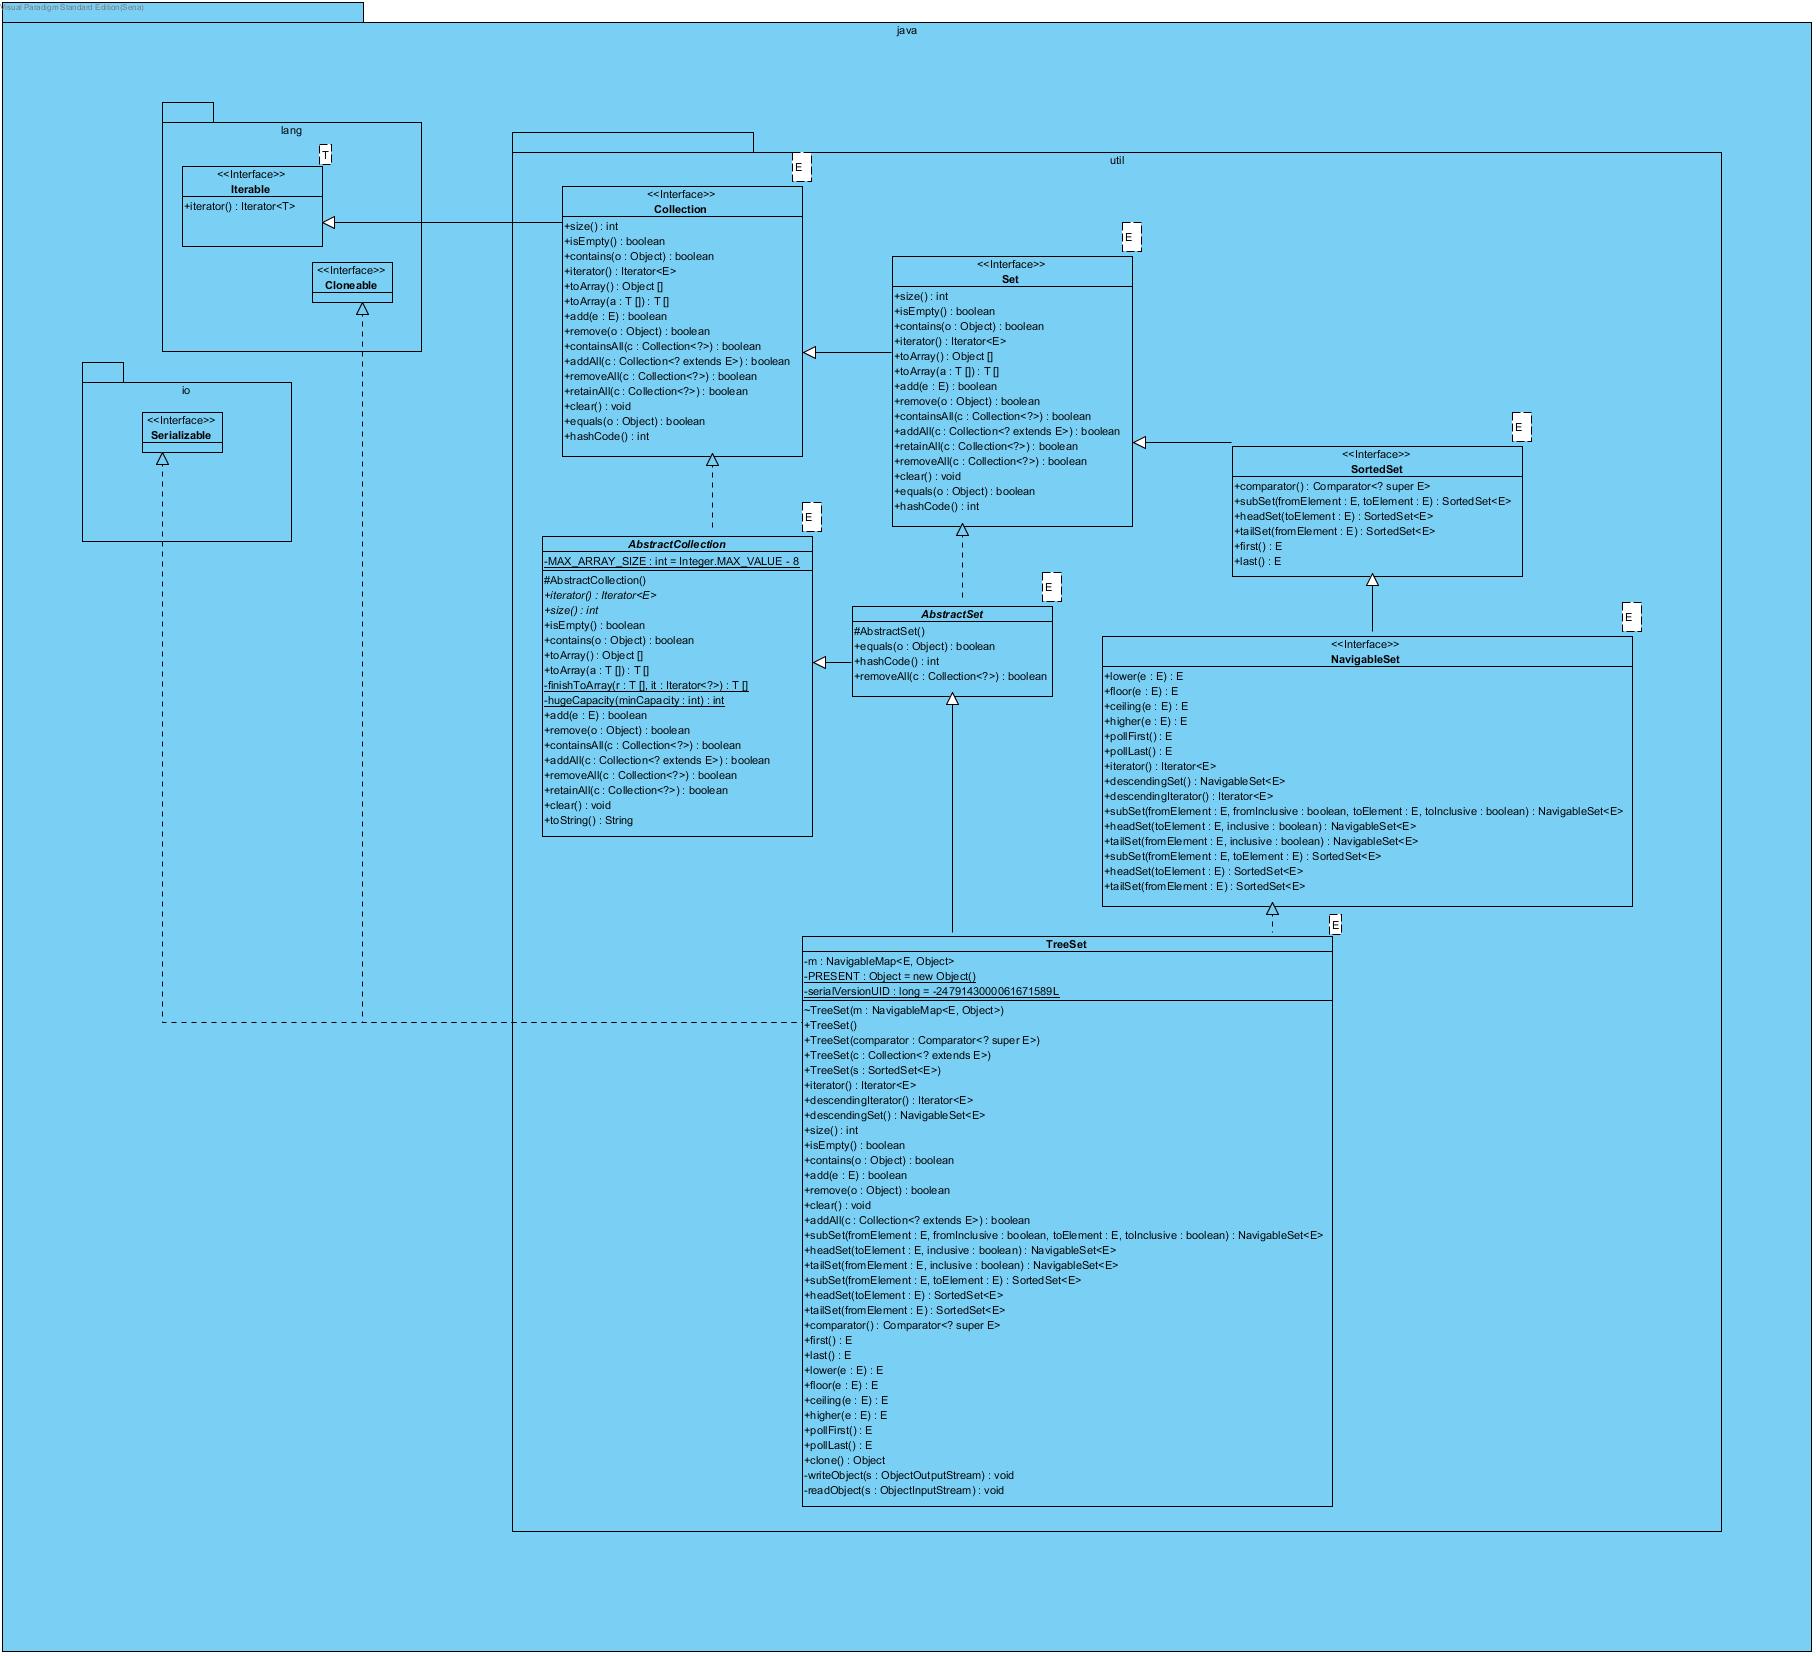 Visual Paradigm Standard Edition(Sena)
java
lang
T
<<Interface>>
Iterable
+iterator() : Iterator<T>
<<Interface>>
Cloneable
io
<<Interface>>
Serializable
util
E
<<Interface>>
Collection
+size() : int
+isEmpty() : boolean
+contains(o : Object) : boolean
+iterator() : Iterator<E>
+toArray() : Object []
+toArray(a : T []) : T []
+add(e : E) : boolean
+remove(o : Object) : boolean
+containsAll(c : Collection<?>) : boolean
+addAll(c : Collection<? extends E>) : boolean
+removeAll(c : Collection<?>) : boolean
+retainAll(c : Collection<?>) : boolean
+clear() : void
+equals(o : Object) : boolean
+hashCode() : int
E
<<Interface>>
Set
+size() : int
+isEmpty() : boolean
+contains(o : Object) : boolean
+iterator() : Iterator<E>
+toArray() : Object []
+toArray(a : T []) : T []
+add(e : E) : boolean
+remove(o : Object) : boolean
+containsAll(c : Collection<?>) : boolean
+addAll(c : Collection<? extends E>) : boolean
+retainAll(c : Collection<?>) : boolean
+removeAll(c : Collection<?>) : boolean
+clear() : void
+equals(o : Object) : boolean
+hashCode() : int
E
<<Interface>>
SortedSet
+comparator() : Comparator<? super E>
+subSet(fromElement : E, toElement : E) : SortedSet<E>
+headSet(toElement : E) : SortedSet<E>
+tailSet(fromElement : E) : SortedSet<E>
+first() : E
+last() : E
E
AbstractCollection
-MAX_ARRAY_SIZE : int = Integer.MAX_VALUE - 8
#AbstractCollection()
+iterator() : Iterator<E>
+size() : int
+isEmpty() : boolean
+contains(o : Object) : boolean
+toArray() : Object []
+toArray(a : T []) : T []
-finishToArray(r : T [], it : Iterator<?>) : T []
-hugeCapacity(minCapacity : int) : int
+add(e : E) : boolean
+remove(o : Object) : boolean
+containsAll(c : Collection<?>) : boolean
+addAll(c : Collection<? extends E>) : boolean
+removeAll(c : Collection<?>) : boolean
+retainAll(c : Collection<?>) : boolean
+clear() : void
+toString() : String
E
AbstractSet
#AbstractSet()
+equals(o : Object) : boolean
+hashCode() : int
+removeAll(c : Collection<?>) : boolean
E
<<Interface>>
NavigableSet
+lower(e : E) : E
+floor(e : E) : E
+ceiling(e : E) : E
+higher(e : E) : E
+pollFirst() : E
+pollLast() : E
+iterator() : Iterator<E>
+descendingSet() : NavigableSet<E>
+descendingIterator() : Iterator<E>
+subSet(fromElement : E, fromInclusive : boolean, toElement : E, toInclusive : boolean) : NavigableSet<E>
+headSet(toElement : E, inclusive : boolean) : NavigableSet<E>
+tailSet(fromElement : E, inclusive : boolean) : NavigableSet<E>
+subSet(fromElement : E, toElement : E) : SortedSet<E>
+headSet(toElement : E) : SortedSet<E>
+tailSet(fromElement : E) : SortedSet<E>
E
TreeSet
-m : NavigableMap<E, Object>
-PRESENT : Object = new Object()
-serialVersionUID : long = -2479143000061671589L
~TreeSet(m : NavigableMap<E, Object>)
+TreeSet()
+TreeSet(comparator : Comparator<? super E>)
+TreeSet(c : Collection<? extends E>)
+TreeSet(s : SortedSet<E>)
+iterator() : Iterator<E>
+descendingIterator() : Iterator<E>
+descendingSet() : NavigableSet<E>
+size() : int
+isEmpty() : boolean
+contains(o : Object) : boolean
+add(e : E) : boolean
+remove(o : Object) : boolean
+clear() : void
+addAll(c : Collection<? extends E>) : boolean
+subSet(fromElement : E, fromInclusive : boolean, toElement : E, toInclusive : boolean) : NavigableSet<E>
+headSet(toElement : E, inclusive : boolean) : NavigableSet<E>
+tailSet(fromElement : E, inclusive : boolean) : NavigableSet<E>
+subSet(fromElement : E, toElement : E) : SortedSet<E>
+headSet(toElement : E) : SortedSet<E>
+tailSet(fromElement : E) : SortedSet<E>
+comparator() : Comparator<? super E>
+first() : E
+last() : E
+lower(e : E) : E
+floor(e : E) : E
+ceiling(e : E) : E
+higher(e : E) : E
+pollFirst() : E
+pollLast() : E
+clone() : Object
-writeObject(s : ObjectOutputStream) : void
-readObject(s : ObjectInputStream) : void